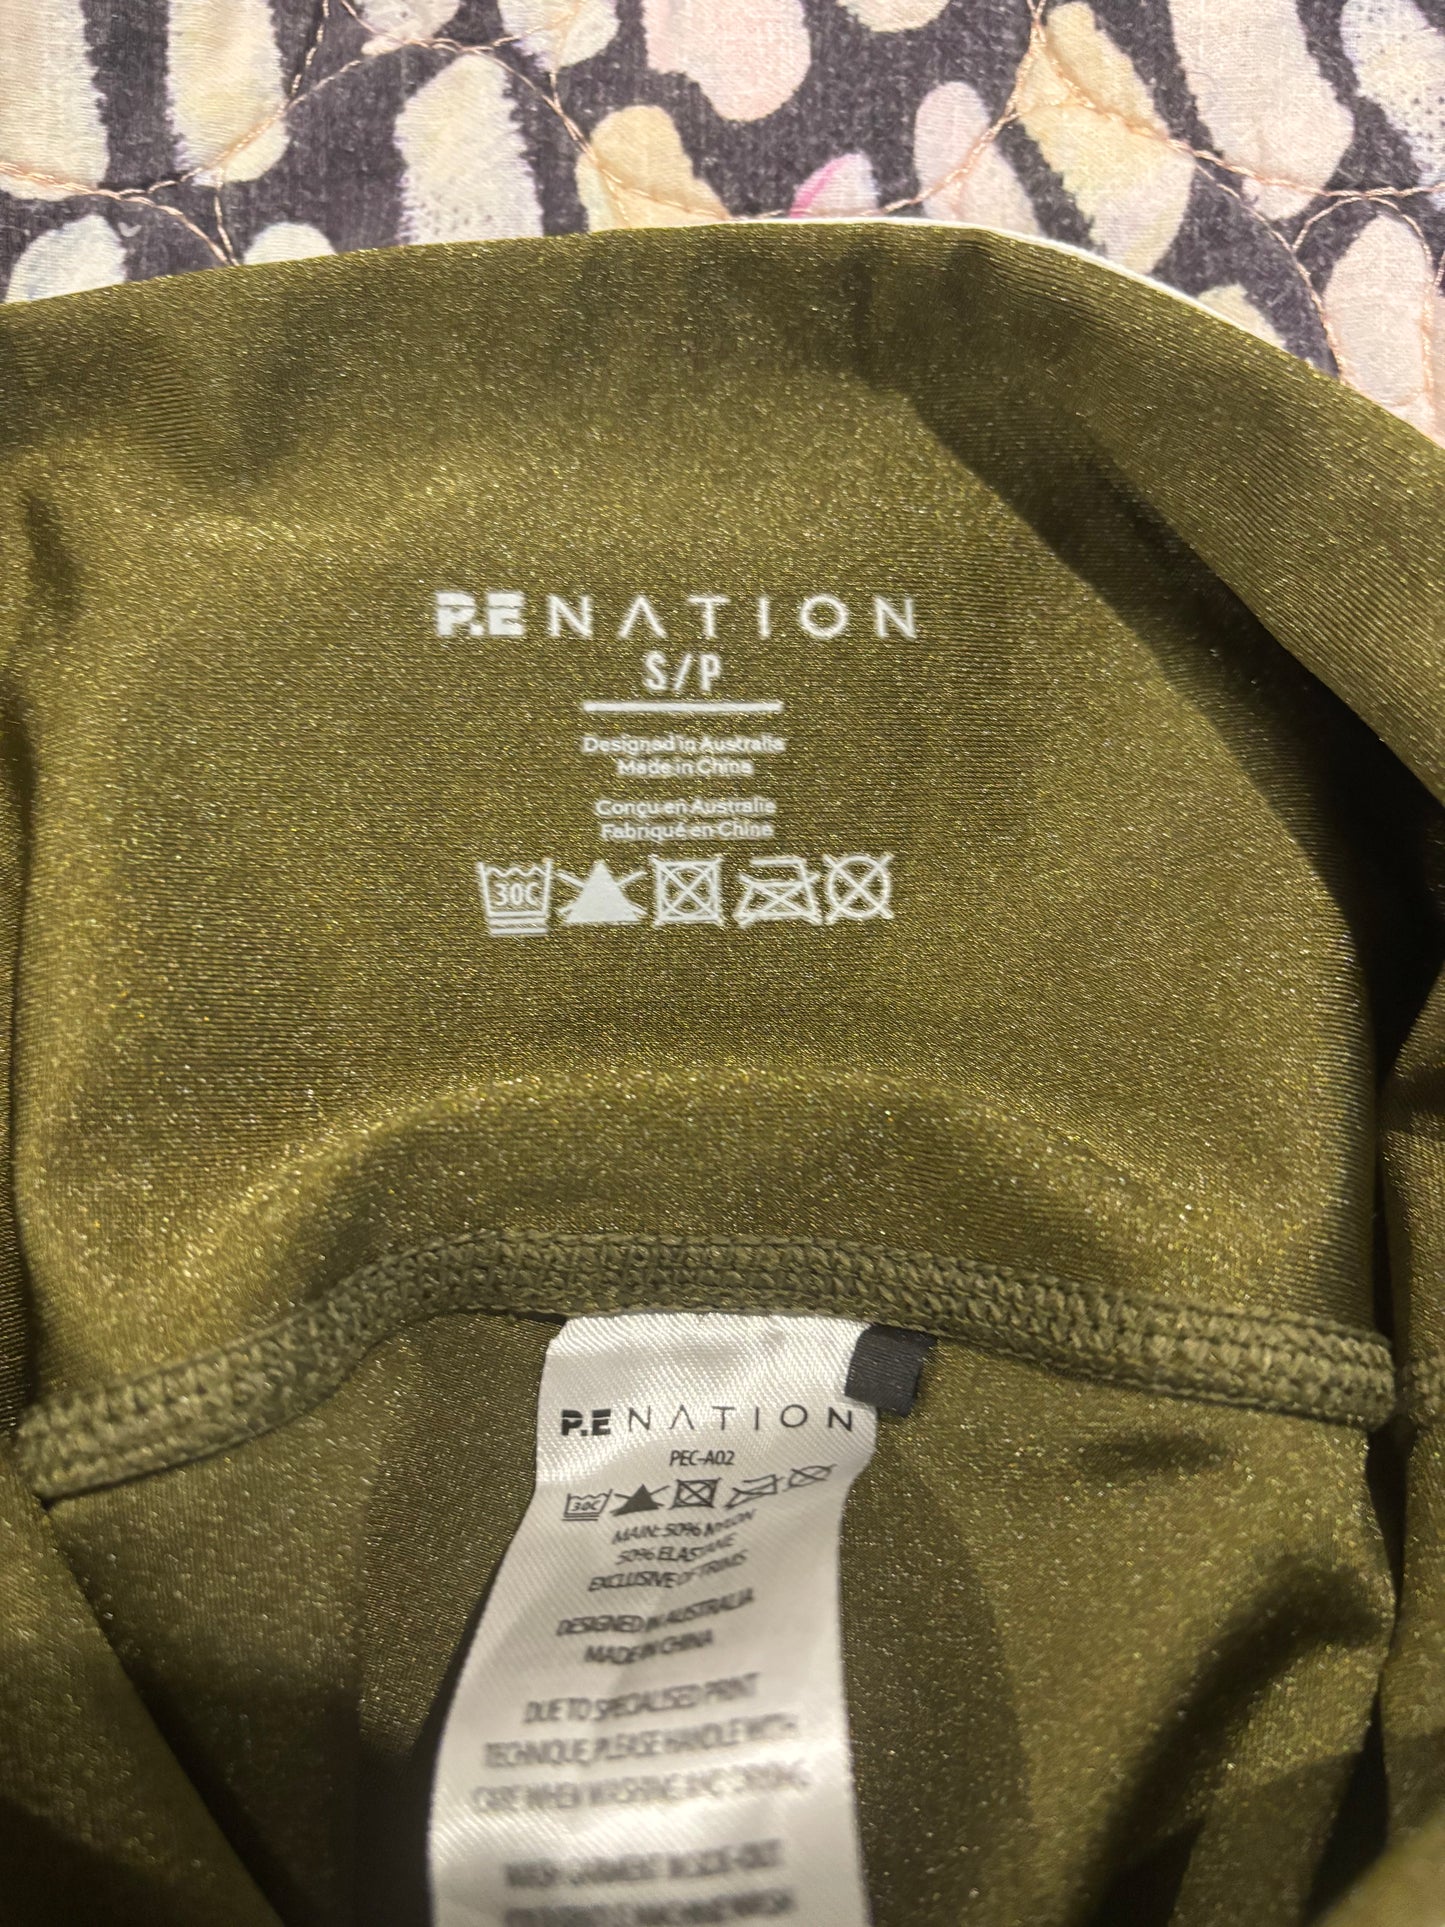 P.E NATION
S/P
Designed in Australia
Made in China
Conçu en Australie
Fabriqué en Chine
30C
P.E NATION
PEC-A02
30C
MAIN: 50% NYLON
50% ELASTANE
EXCLUSIVE OF TRIMS
DESIGNED IN AUSTRALIA
MADE IN CHINA
DUE TO SPECIALISED PRINT
TECHNIQUE, PLEASE HANDLE WITH
CARE WHEN WASHING AND DRYING
WASH GARMENT INSIDE-OUT